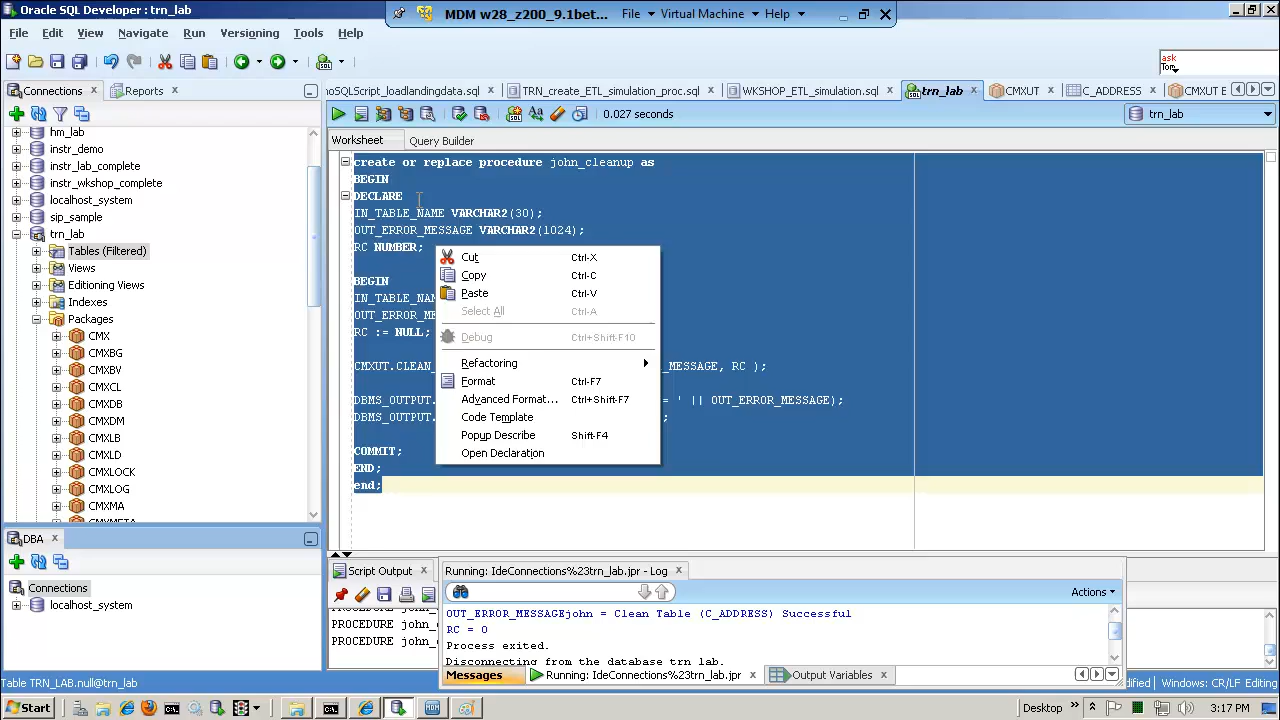 Oracle SQL Developer : trn_lab
MDM w28_z200_9.1bet...
File
Virtual Machine
Help
File Edit View Navigate Run Versioning Tools Help
ask
Tom
Connections
Reports
TRN_create_ETL_simulation_proc.sql
WKSHOP_ETL_simulation.sql
trn_lab
CMXUT
C_ADDRESS
0.027 seconds
trn_lab
Worksheet
Query Builder
hm_lab
instr_demo
instr_lab_complete
instr_wkshop_complete
localhost_system
sip_sample
trn_lab
Tables (Filtered)
Views
Editioning Views
Indexes
Packages
CMX
CMXBG
CMXBV
CMXCL
CMXDB
CMXDM
CMXLB
CMXLD
CMXLOCK
CMXLOG
CMXMA
create or replace procedure john_cleanup as
BEGIN
DECLARE
IN_TABLE_NAME VARCHAR2(30);
OUT_ERROR_MESSAGE VARCHAR2(1024);
RC NUMBER;
BEGIN
RC := NULL;
_MESSAGE, RC );
= ' || OUT_ERROR_MESSAGE);
COMMIT;
END;
end;
Cut Ctrl-X
Copy Ctrl-C
Paste Ctrl-V
Select All Ctrl-A
Debug Ctrl+Shift-F10
Refactoring
Format Ctrl-F7
Advanced Format... Ctrl+Shift-F7
Code Template
Popup Describe Shift-F4
Open Declaration
DBA
Connections
localhost_system
Script Output
Running: IdeConnections%23trn_lab.jpr - Log
Actions
OUT_ERROR_MESSAGEjohn = Clean Table (C_ADDRESS) Successful
RC = 0
Process exited.
Disconnecting from the database trn_lab.
Messages
Running: IdeConnections%23trn_lab.jpr
Output Variables
Table TRN_LAB.null@trn_lab
Windows: CR/LF Editing
Start
Desktop
3:17 PM